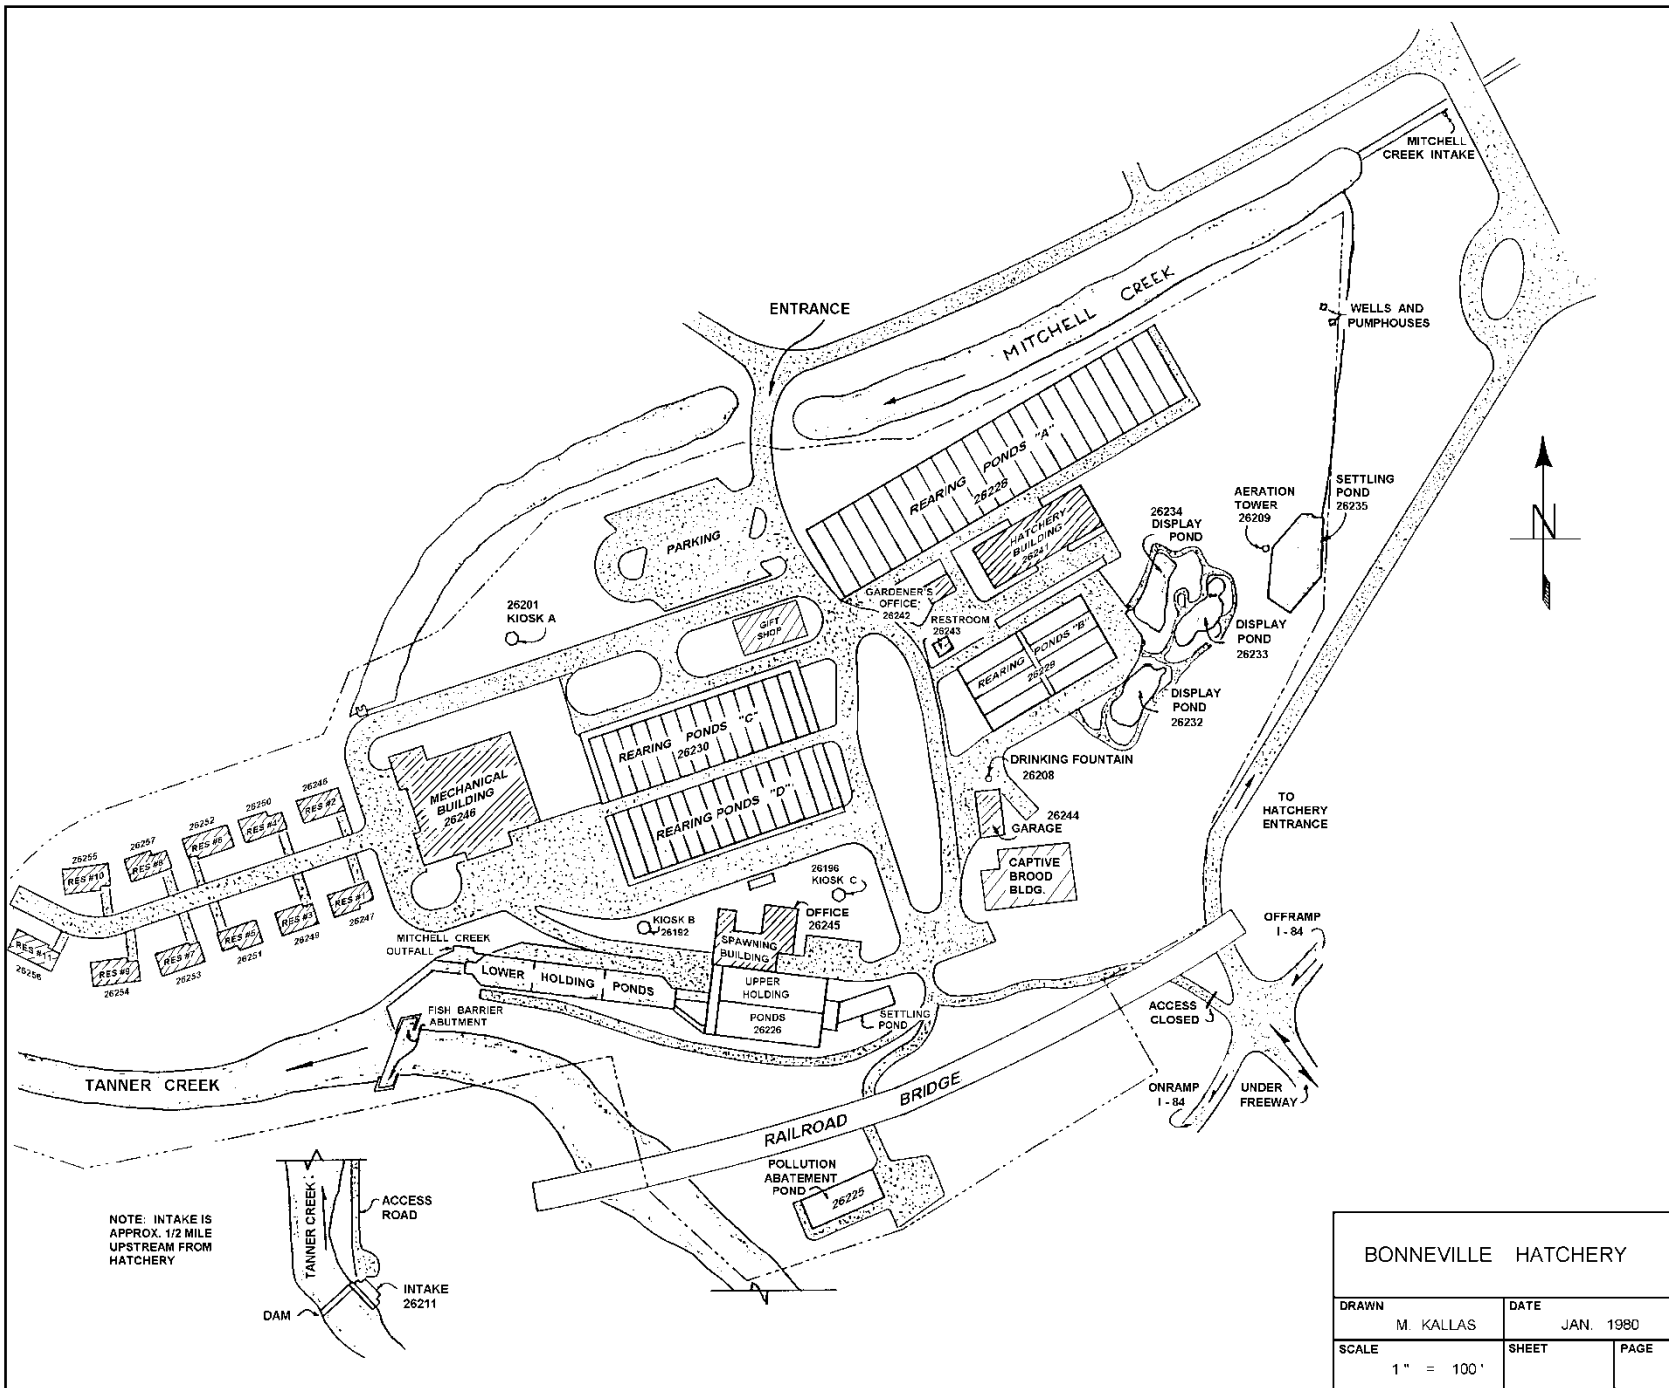 MITCHELL
CREEK INTAKE
ENTRANCE
MITCHELL CREEK
WELLS AND
PUMPHOUSES
REARING PONDS "A"
26228
PARKING
HATCHERY
BUILDING
26241
26234
DISPLAY
POND
AERATION
TOWER
26209
SETTLING
POND
26235
N
26201
KIOSK A
GARDENER'S
OFFICE
26242
GIFT
SHOP
RESTROOM
26243
REARING PONDS "B"
26229
DISPLAY
POND
26233
DISPLAY
POND
26232
REARING PONDS "C"
26230
DRINKING FOUNTAIN
26208
MECHANICAL
BUILDING
26246
REARING PONDS "D"
26244
GARAGE
TO
HATCHERY
ENTRANCE
RES #2
26250
RES #4
26252
RES #6
26257
RES #8
26255
RES #10
RES #1
26247
RES #3
26249
RES #5
26251
RES #7
26253
RES #9
26254
RES #11
26256
CAPTIVE
BROOD
BLDG.
26196
KIOSK C
KIOSK B
26192
OFFICE
26245
SPAWNING
BUILDING
OFFRAMP
I - 84
MITCHELL CREEK
OUTFALL
LOWER HOLDING PONDS
UPPER
HOLDING
PONDS
26226
SETTLING
POND
ACCESS
CLOSED
FISH BARRIER
ABUTMENT
TANNER CREEK
RAILROAD BRIDGE
ONRAMP
I - 84
UNDER
FREEWAY
POLLUTION
ABATEMENT
POND
26225
TANNER CREEK
ACCESS
ROAD
NOTE: INTAKE IS
APPROX. 1/2 MILE
UPSTREAM FROM
HATCHERY
INTAKE
26211
DAM
BONNEVILLE HATCHERY
DRAWN
M. KALLAS
DATE
JAN. 1980
SCALE
1" = 100'
SHEET
PAGE